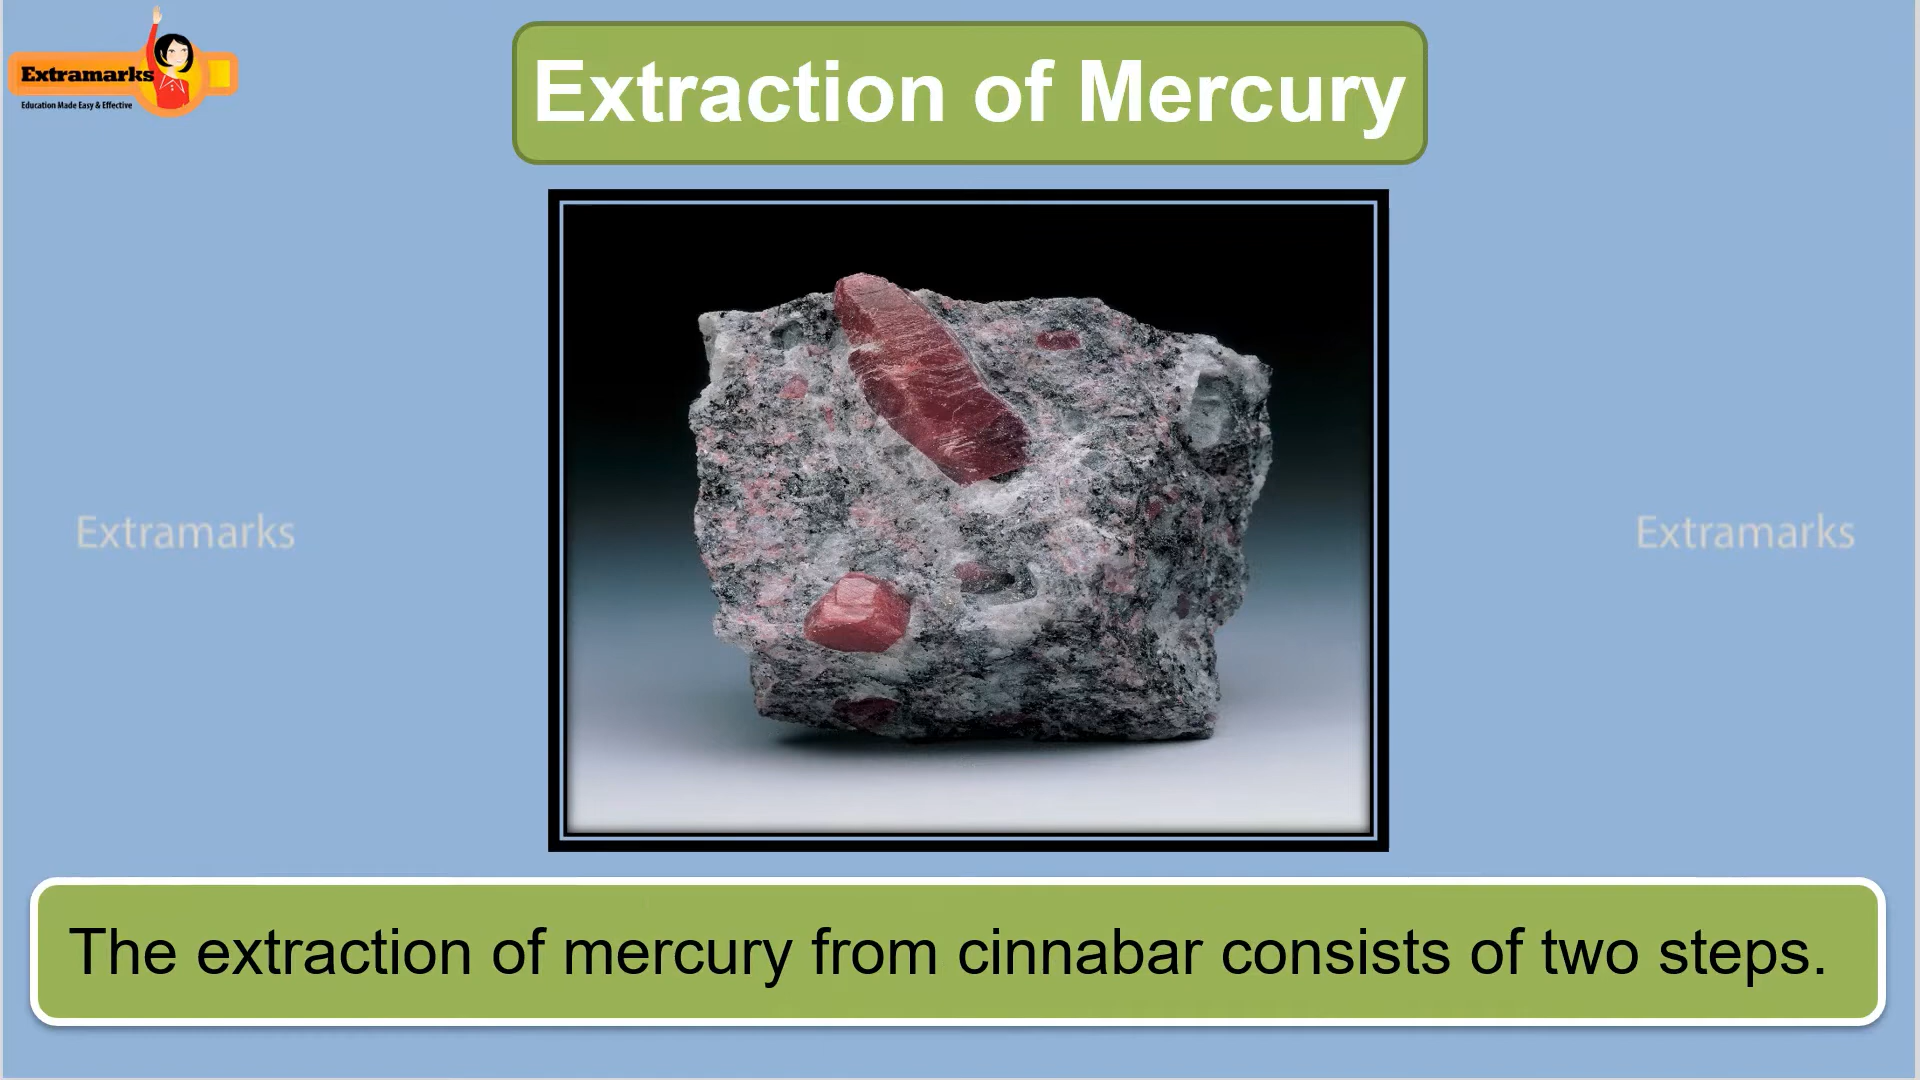 Extramarks
Education Made Easy & Effective
Extraction of Mercury
Extramarks
Extramarks
The extraction of mercury from cinnabar consists of two steps.